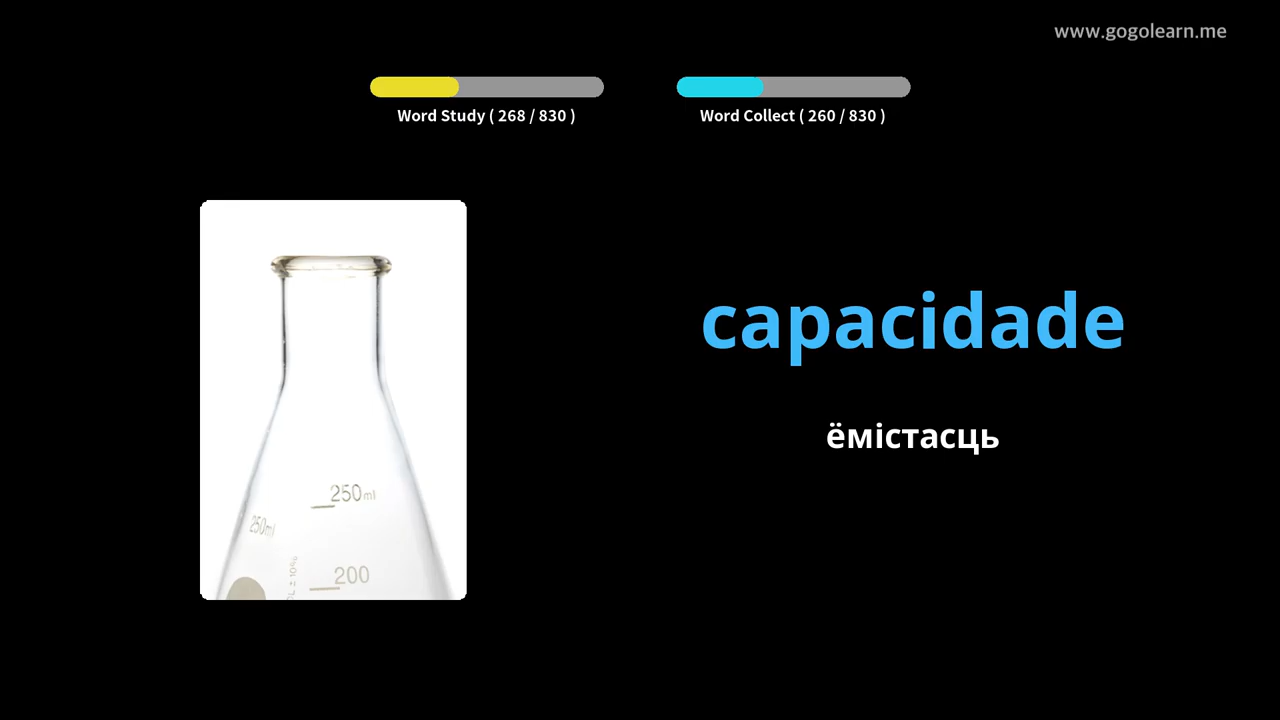 www.gogolearn.me
Word Study ( 268 / 830 )
Word Collect ( 260 / 830 )
capacidade
ёмістасць
250ml
250ml
200